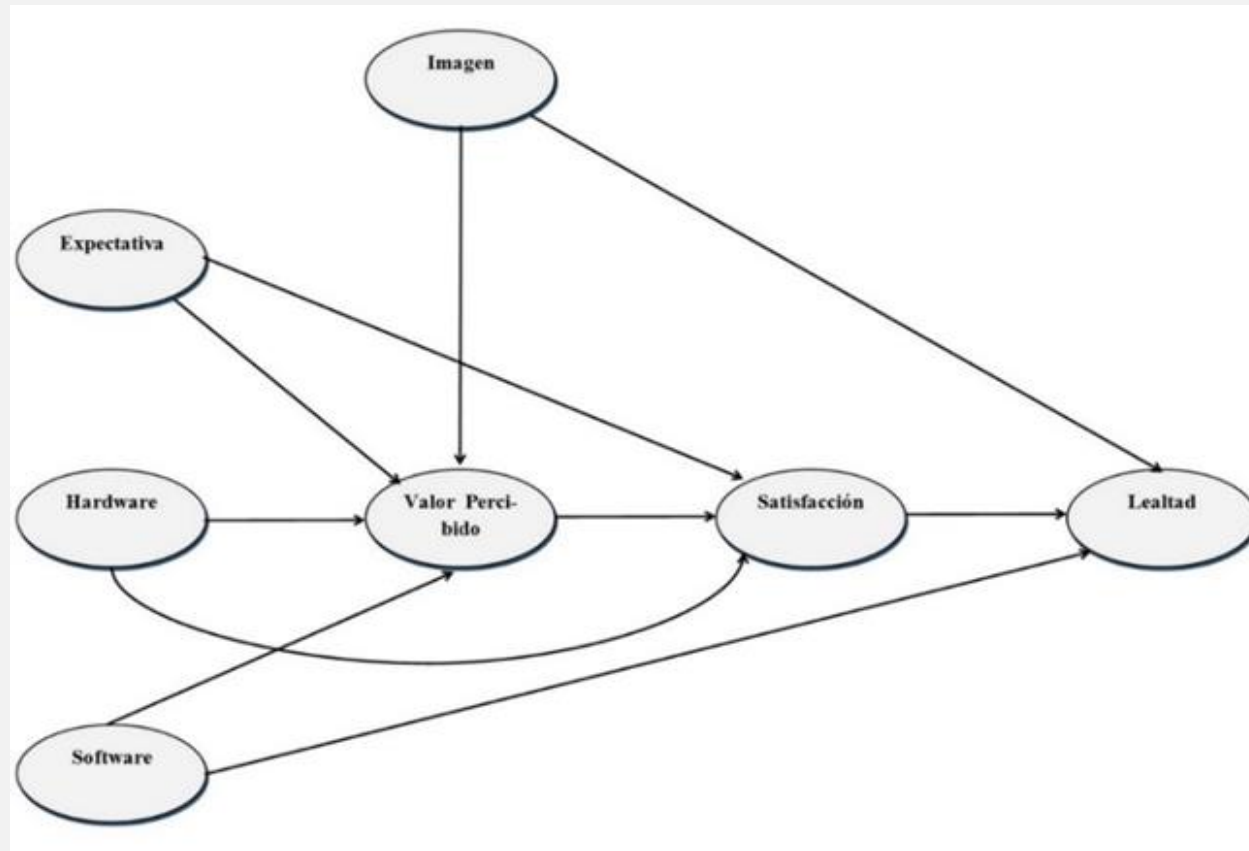 Imagen
Expectativa
Hardware
Valor Perci-
bido
Satisfacción
Lealtad
Software